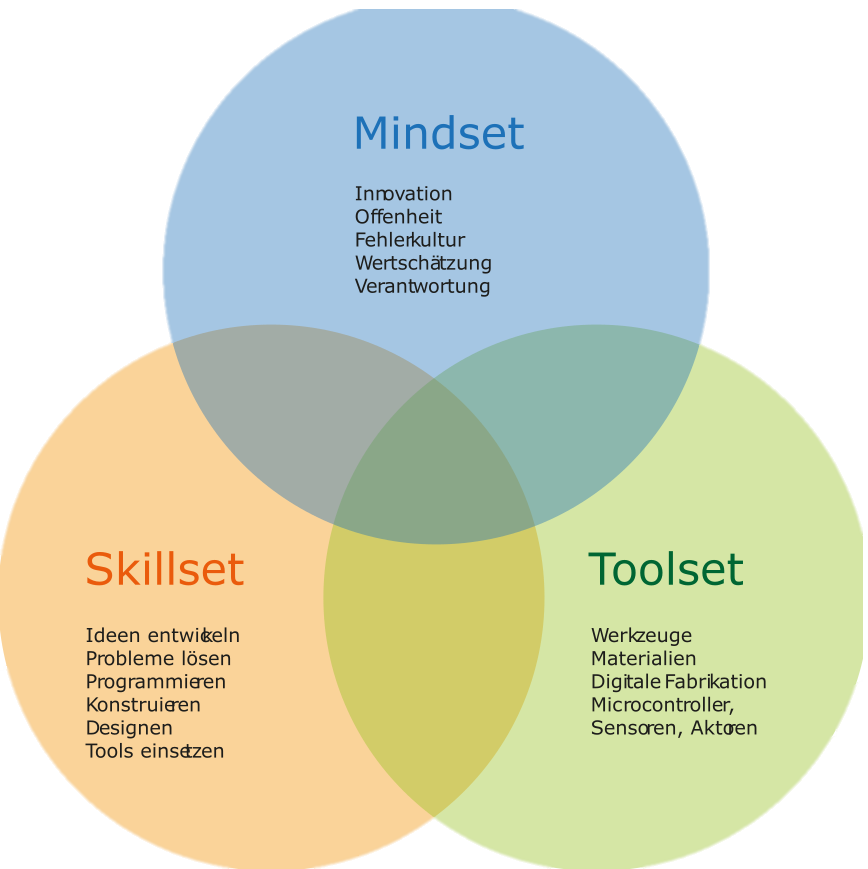 Mindset
Innovation
Offenheit
Fehlerkultur
Wertschätzung
Verantwortung
Skillset
Ideen entwickeln
Probleme lösen
Programmieren
Konstruieren
Designen
Tools einsetzen
Toolset
Werkzeuge
Materialien
Digitale Fabrikation
Microcontroller,
Sensoren, Aktoren